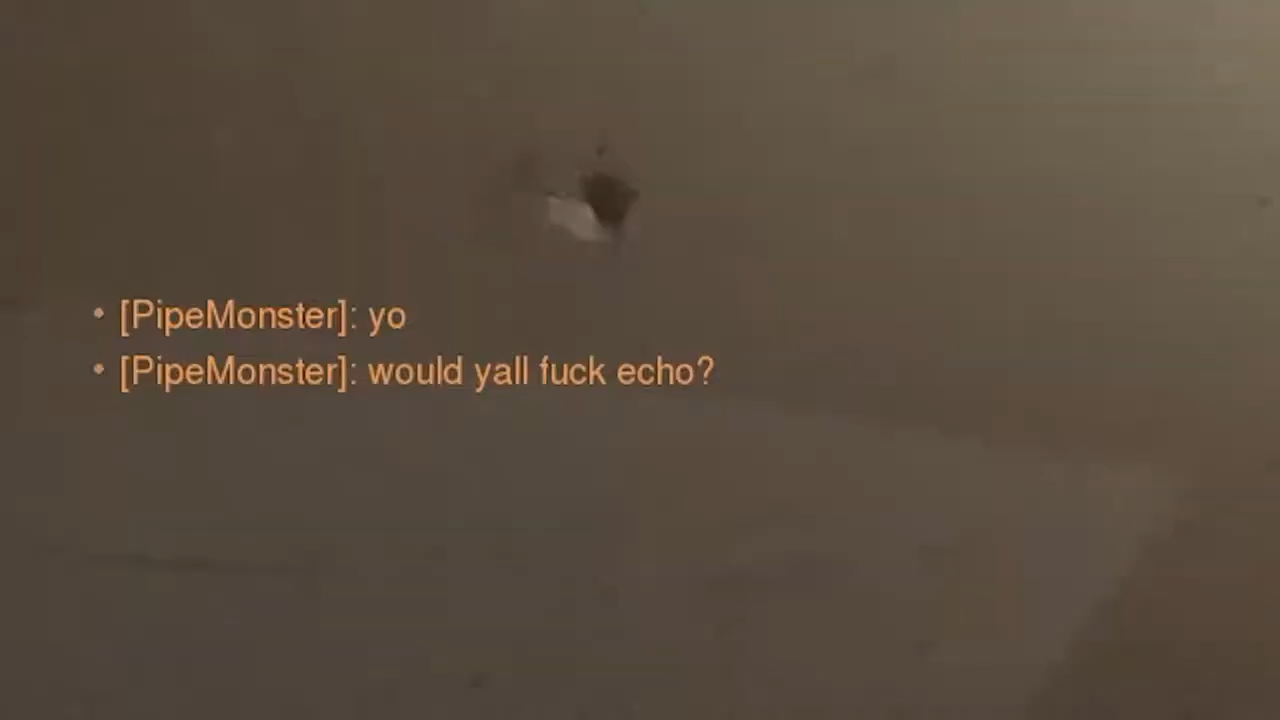 • [PipeMonster]: yo
• [PipeMonster]: would yall fuck echo?